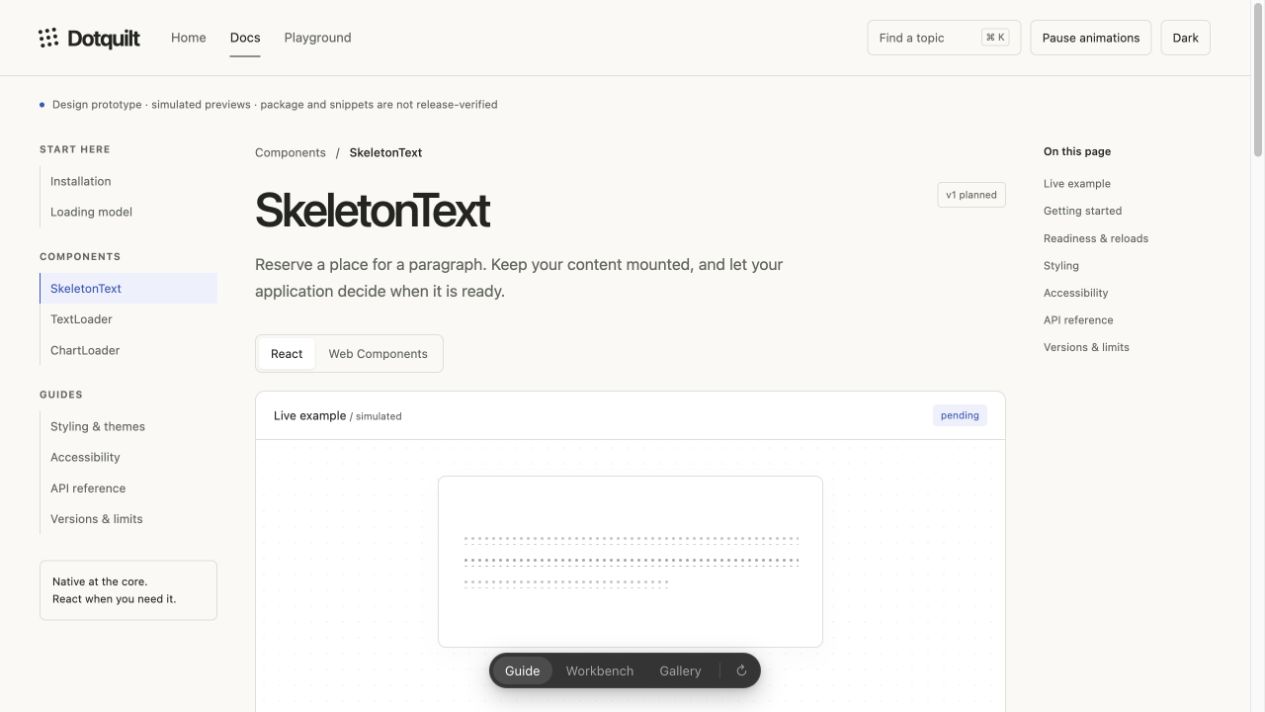 Dotquilt
Home
Docs
Playground
Find a topic
⌘ K
Pause animations
Dark
Design prototype · simulated previews · package and snippets are not release-verified
START HERE
Installation
Loading model
COMPONENTS
SkeletonText
TextLoader
ChartLoader
GUIDES
Styling & themes
Accessibility
API reference
Versions & limits
Native at the core.
React when you need it.
Components / SkeletonText
SkeletonText
v1 planned
Reserve a place for a paragraph. Keep your content mounted, and let your
application decide when it is ready.
React
Web Components
Live example / simulated
pending
Guide
Workbench
Gallery
On this page
Live example
Getting started
Readiness & reloads
Styling
Accessibility
API reference
Versions & limits